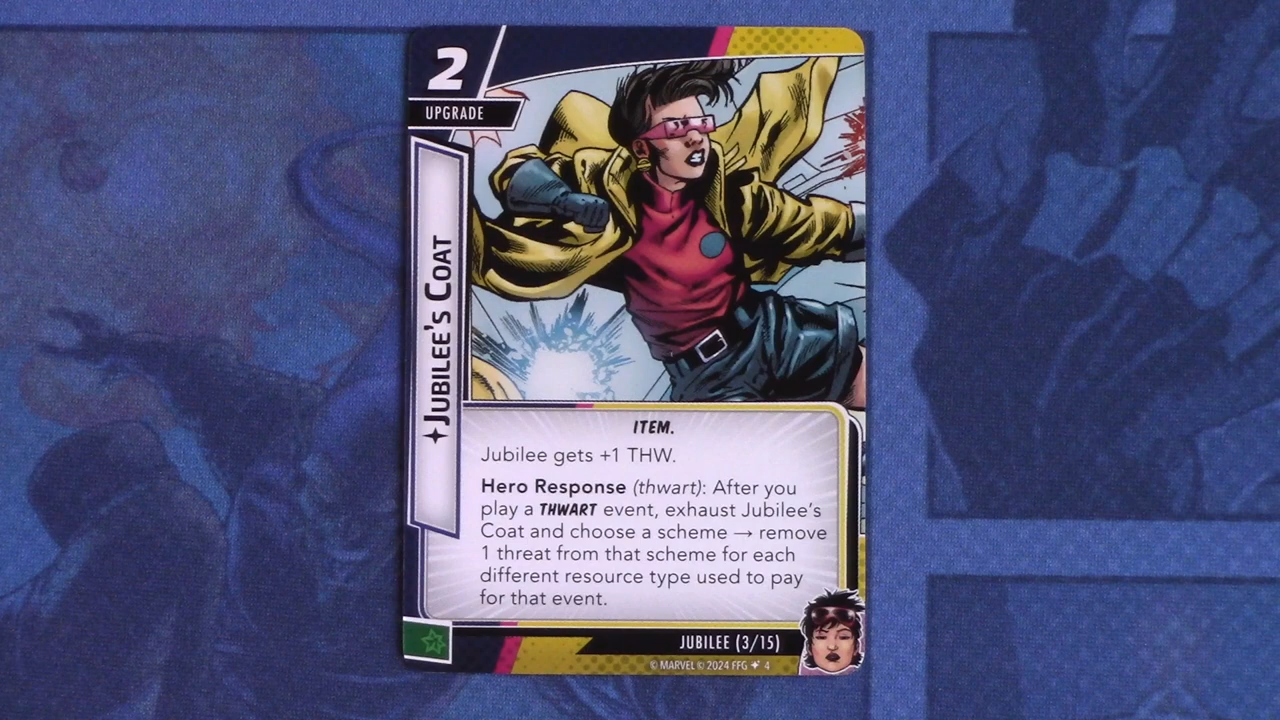 2
UPGRADE
JUBILEE'S COAT
ITEM.
Jubilee gets +1 THW.
Hero Response (thwart): After you
play a THWART event, exhaust Jubilee's
Coat and choose a scheme → remove
1 threat from that scheme for each
different resource type used to pay
for that event.
JUBILEE (3/15)
© MARVEL © 2024 FFG 4